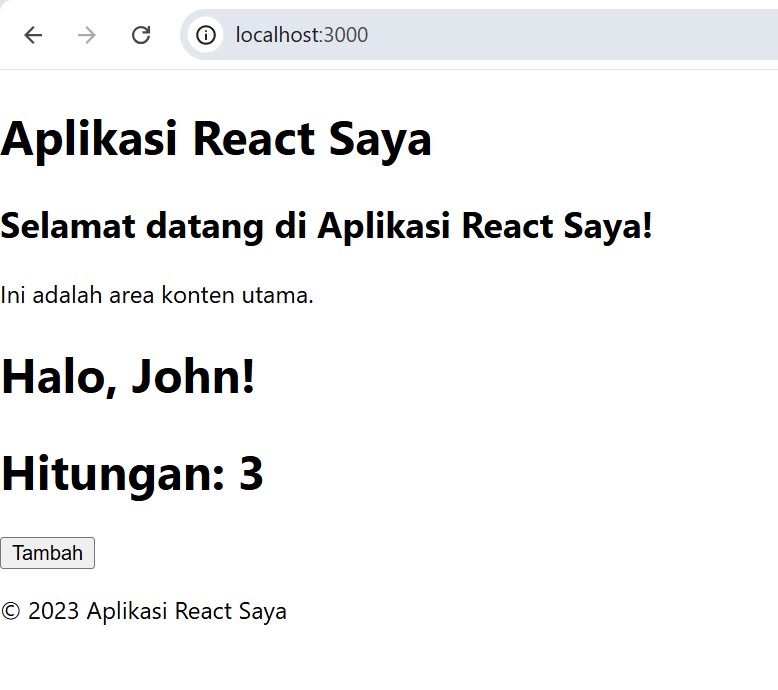 localhost:3000
Aplikasi React Saya
Selamat datang di Aplikasi React Saya!
Ini adalah area konten utama.
Halo, John!
Hitungan: 3
Tambah
© 2023 Aplikasi React Saya